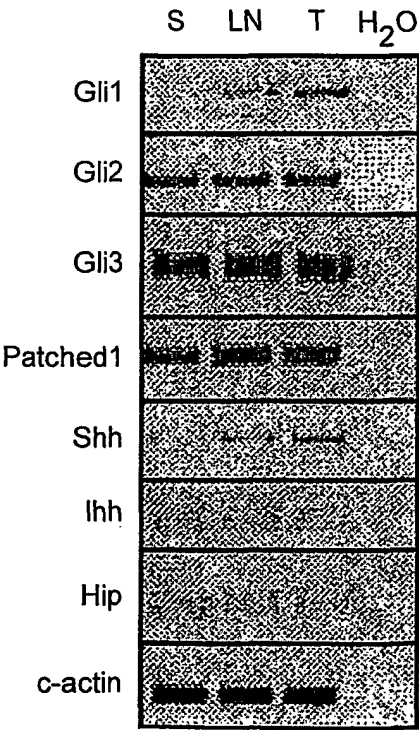 S LN T H₂O
Gli1
Gli2
Gli3
Patched1
Shh
Ihh
Hip
c-actin